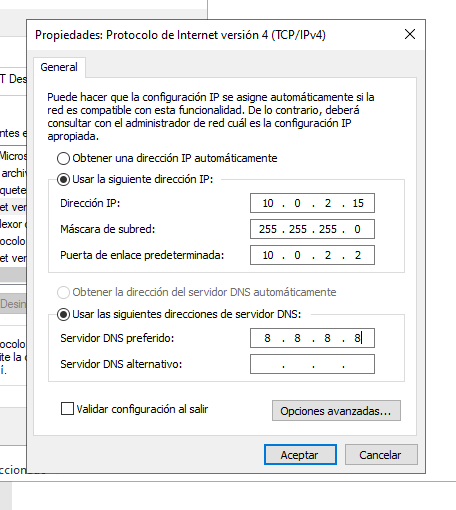 Propiedades: Protocolo de Internet versión 4 (TCP/IPv4)
General
Puede hacer que la configuración IP se asigne automáticamente si la
red es compatible con esta funcionalidad. De lo contrario, deberá
consultar con el administrador de red cuál es la configuración IP
apropiada.
Obtener una dirección IP automáticamente
Usar la siguiente dirección IP:
Dirección IP: 10 . 0 . 2 . 15
Máscara de subred: 255 . 255 . 255 . 0
Puerta de enlace predeterminada: 10 . 0 . 2 . 2
Obtener la dirección del servidor DNS automáticamente
Usar las siguientes direcciones de servidor DNS:
Servidor DNS preferido: 8 . 8 . 8 . 8
Servidor DNS alternativo: . . .
Validar configuración al salir
Opciones avanzadas...
Aceptar
Cancelar
T Des
ntes e
Micros
archiv
quete
et ver
lexor c
ocolo
et ver
Desin
ocolo
ite la c
í.
ccionado